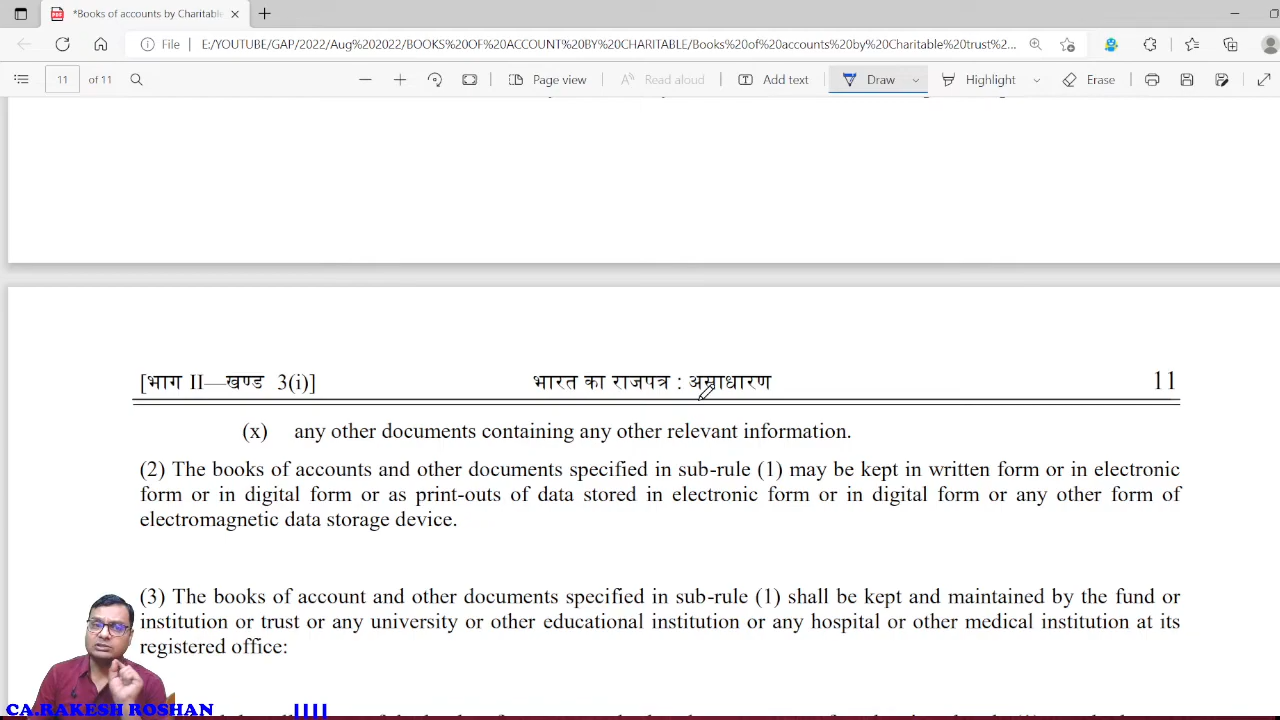 *Books of accounts by Charitable
File E:/YOUTUBE/GAP/2022/Aug%202022/BOOKS%20OF%20ACCOUNT%20BY%20CHARITABLE/Books%20of%20accounts%20by%20Charitable%20trust%2...
11 of 11 Page view Read aloud Add text Draw Highlight Erase
[भाग II—खण्ड 3(i)] भारत का राजपत्र : असाधारण 11
(x) any other documents containing any other relevant information.
(2) The books of accounts and other documents specified in sub-rule (1) may be kept in written form or in electronic
form or in digital form or as print-outs of data stored in electronic form or in digital form or any other form of
electromagnetic data storage device.
(3) The books of account and other documents specified in sub-rule (1) shall be kept and maintained by the fund or
institution or trust or any university or other educational institution or any hospital or other medical institution at its
registered office:
CA.RAKESH ROSHAN